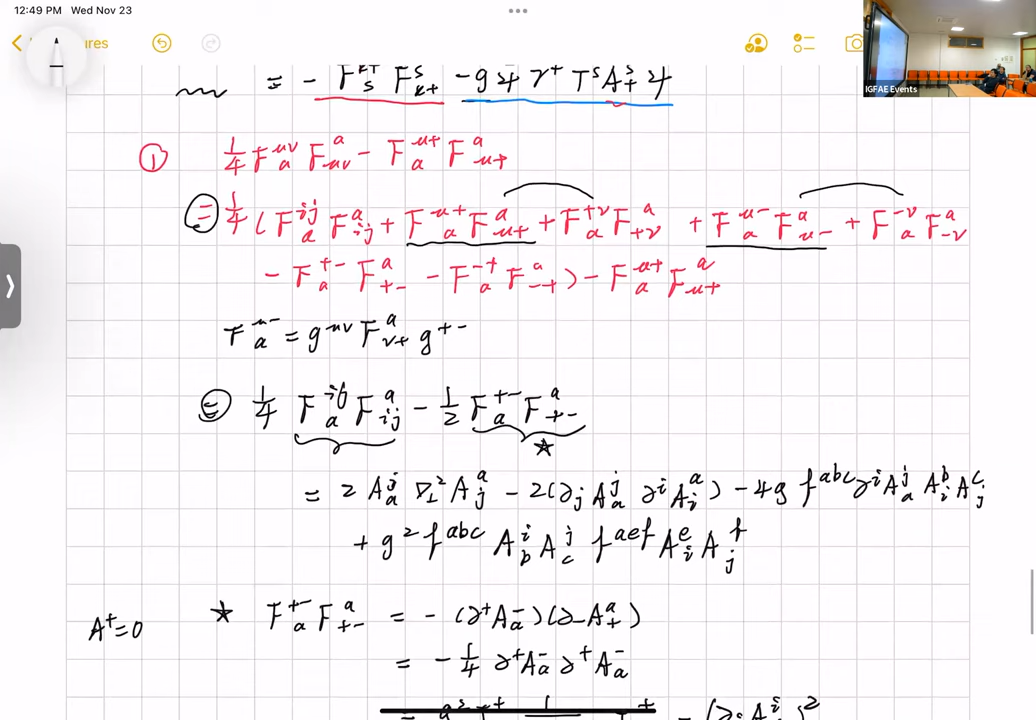 12:49 PM Wed Nov 23
ures
IGFAE Events
= - F^{κ+}_s F^s_{κ+} - g ψ γ^+ T^s A^s_+ ψ
① 1/4 F^{μν}_a F^a_{μν} - F^{μ+}_a F^a_{μ+}
= 1/4 ( F^{ij}_a F^a_{ij} + F^{μ+}_a F^a_{μ+} + F^{+ν}_a F^a_{+ν} + F^{μ-}_a F^a_{μ-} + F^{-ν}_a F^a_{-ν}
- F^{+-}_a F^a_{+-} - F^{-+}_a F^a_{-+} ) - F^{μ+}_a F^a_{μ+}
F^{μ-}_a = g^{μν} F^a_{ν+} g^{+-}
= 1/4 F^{ij}_a F^a_{ij} - 1/2 F^{+-}_a F^a_{+-}
★
= 2 A^j_a ∇^2_⊥ A^a_j - 2(∂_j A^j_a ∂^i A^a_i) - 4g f^{abc} ∂^i A^j_a A^b_i A^c_j
+ g^2 f^{abc} A^i_b A^j_c f^{aef} A^e_i A^f_j
A^+=0 ★ F^{+-}_a F^a_{+-} = - (∂^+ A^-_a)(∂_- A^a_+)
= - 1/4 ∂^+ A^-_a ∂^+ A^-_a